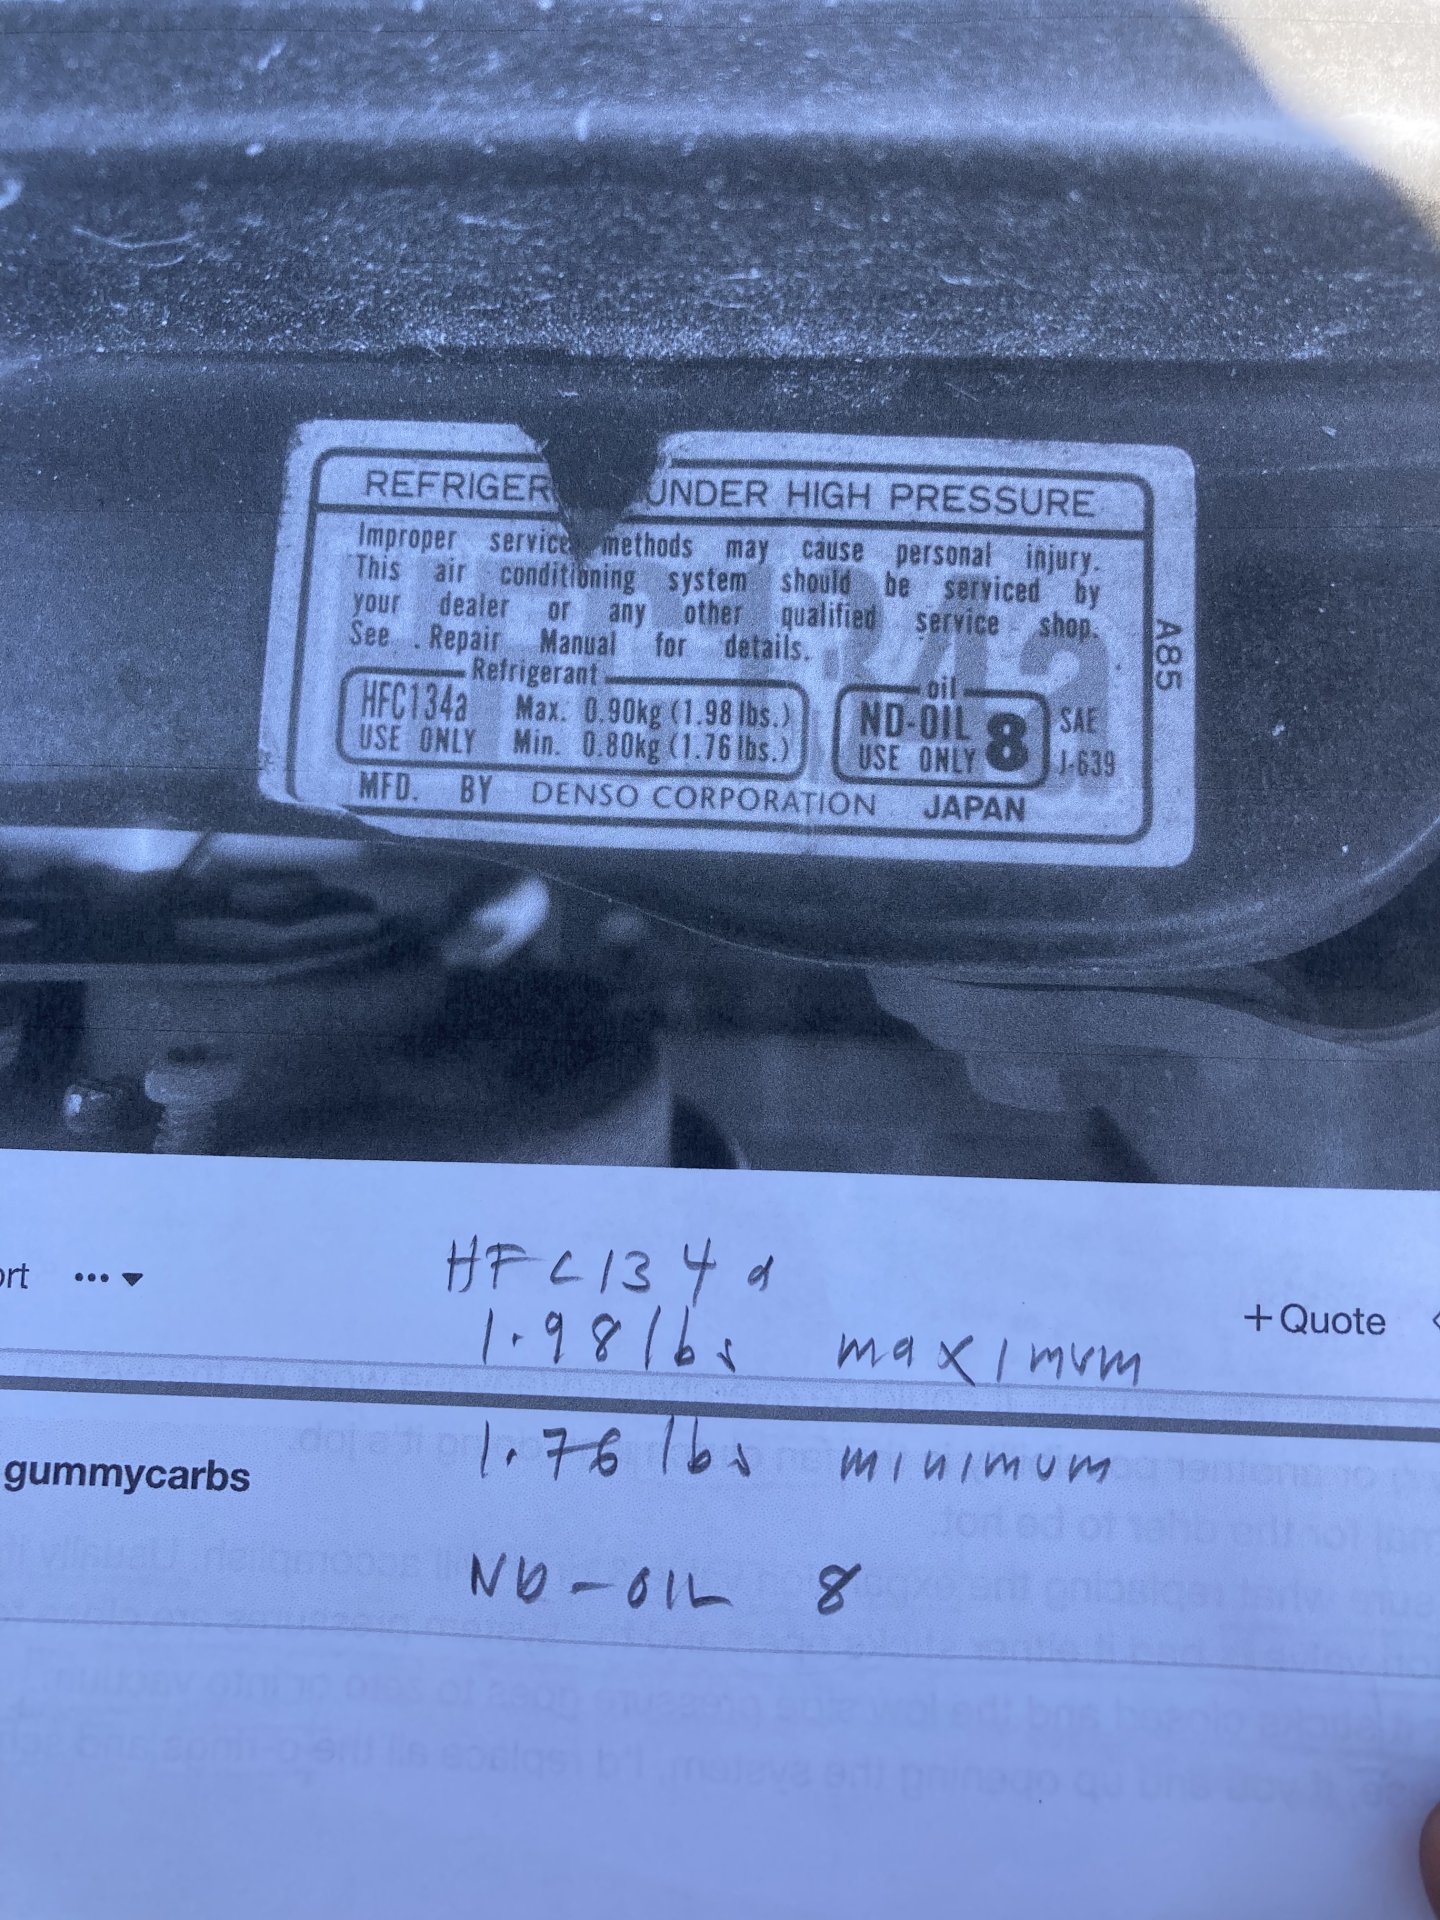 REFRIGER UNDER HIGH PRESSURE
Improper service methods may cause personal injury.
This air conditioning system should be serviced by
your dealer or any other qualified service shop.
See . Repair Manual for details.
A85
Refrigerant
HFC134a Max. 0.90kg (1.98 lbs.)
USE ONLY Min. 0.80kg (1.76 lbs.)
oil
ND-OIL 8
USE ONLY
SAE
J-639
MFD. BY DENSO CORPORATION JAPAN
HFC134a
ort ... +Quote
1.98 lbs maximum
1.76 lbs minimum
gummycarbs
ND-OIL 8